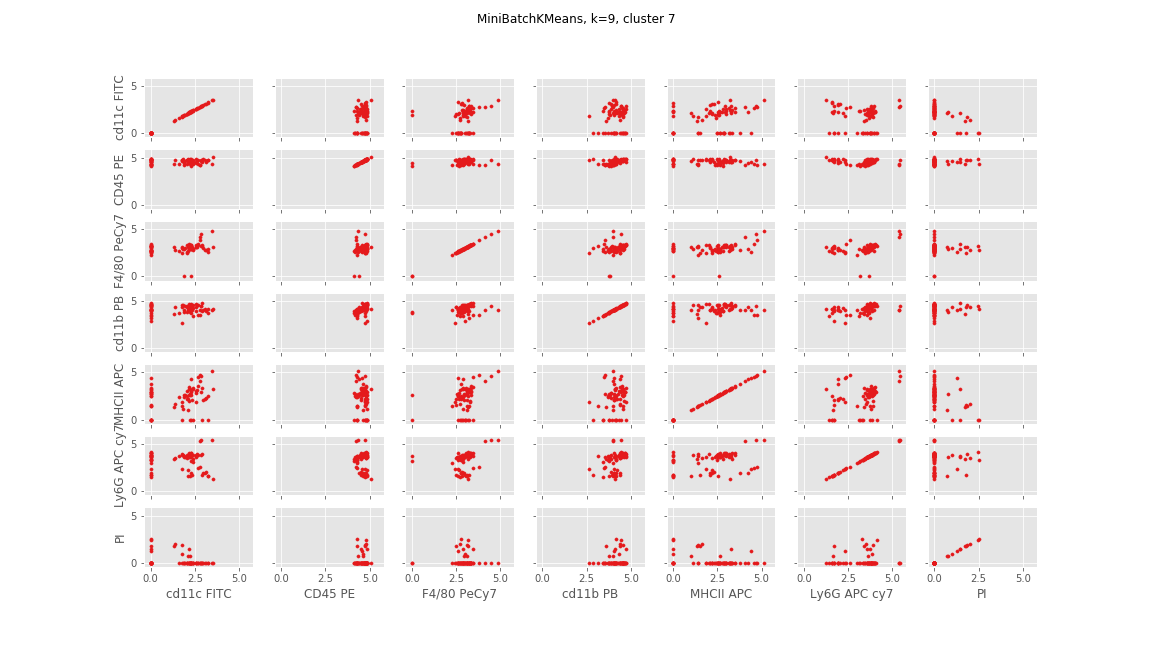 MiniBatchKMeans, k=9, cluster 7
cd11c FITC
5
0
CD45 PE
5
0
F4/80 PeCy7
5
0
cd11b PB
5
0
MHCII APC
5
0
Ly6G APC cy7
5
0
PI
5
0
0.0 2.5 5.0 0.0 2.5 5.0 0.0 2.5 5.0 0.0 2.5 5.0 0.0 2.5 5.0 0.0 2.5 5.0 0.0 2.5 5.0
cd11c FITC CD45 PE F4/80 PeCy7 cd11b PB MHCII APC Ly6G APC cy7 PI